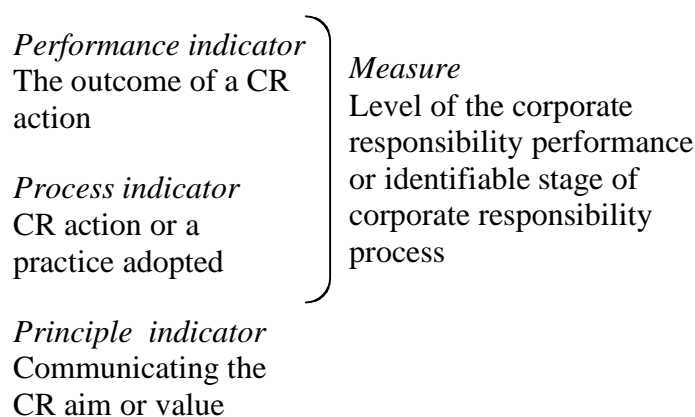 Performance indicator
The outcome of a CR
action
Process indicator
CR action or a
practice adopted
Principle  indicator
Communicating the
CR aim or value
Measure
Level of the corporate
responsibility performance
or identifiable stage of
corporate responsibility
process